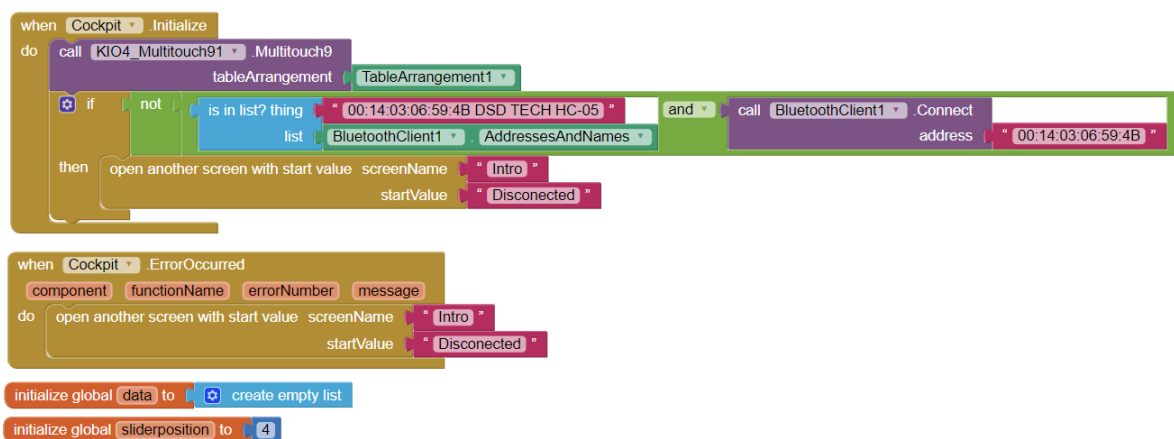 when Cockpit .Initialize
do call KIO4_Multitouch91 .Multitouch9
tableArrangement TableArrangement1
if not is in list? thing " 00:14:03:06:59:4B DSD TECH HC-05 " and call BluetoothClient1 .Connect
list BluetoothClient1 . AddressesAndNames address " 00:14:03:06:59:4B "
then open another screen with start value screenName " Intro "
startValue " Disconected "
when Cockpit .ErrorOccurred
component functionName errorNumber message
do open another screen with start value screenName " Intro "
startValue " Disconected "
initialize global data to create empty list
initialize global sliderposition to 4